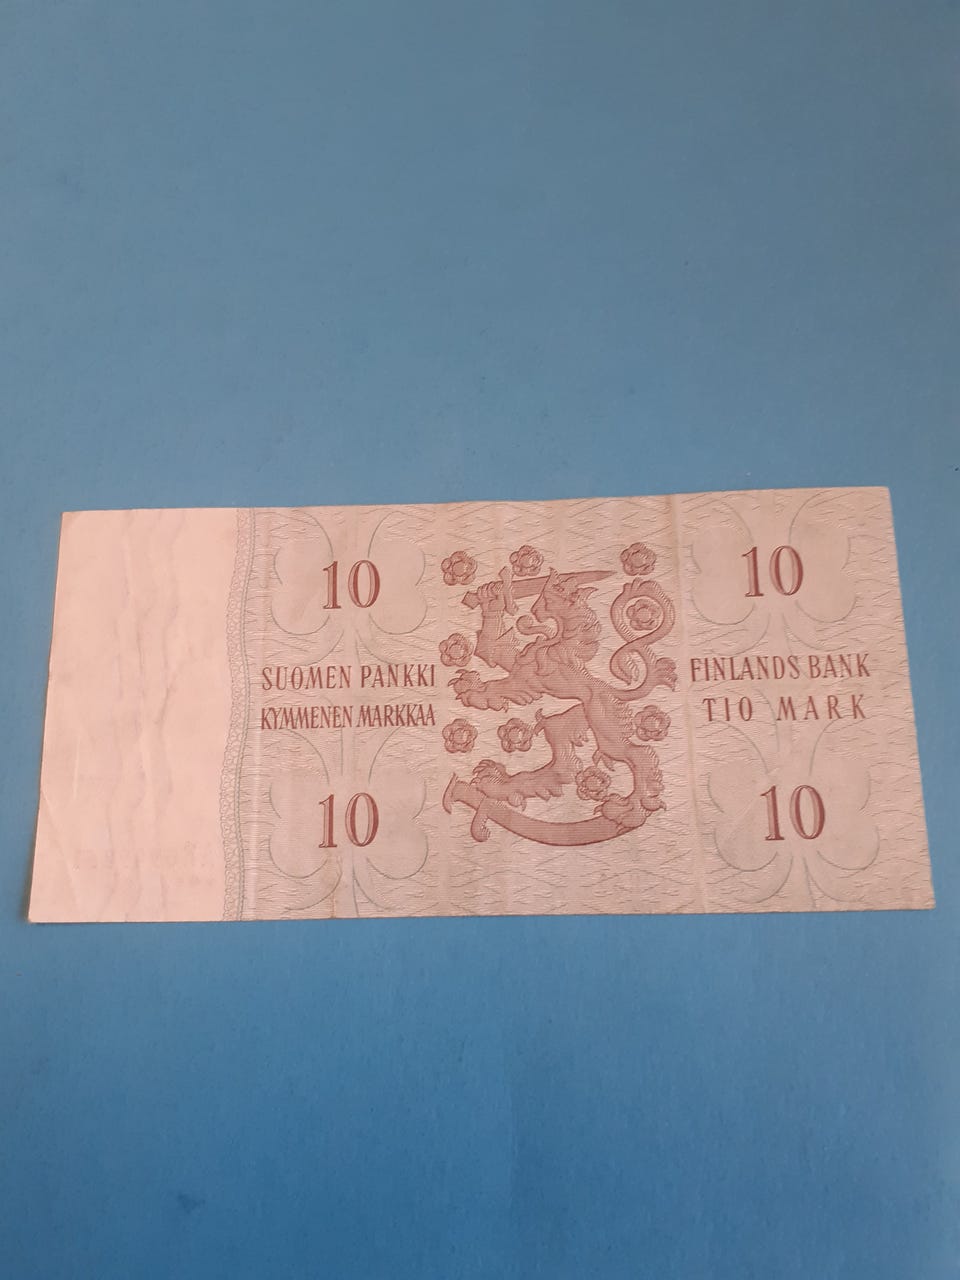 10
10
SUOMEN PANKKI
KYMMENEN MARKKAA
FINLANDS BANK
TIO MARK
10
10